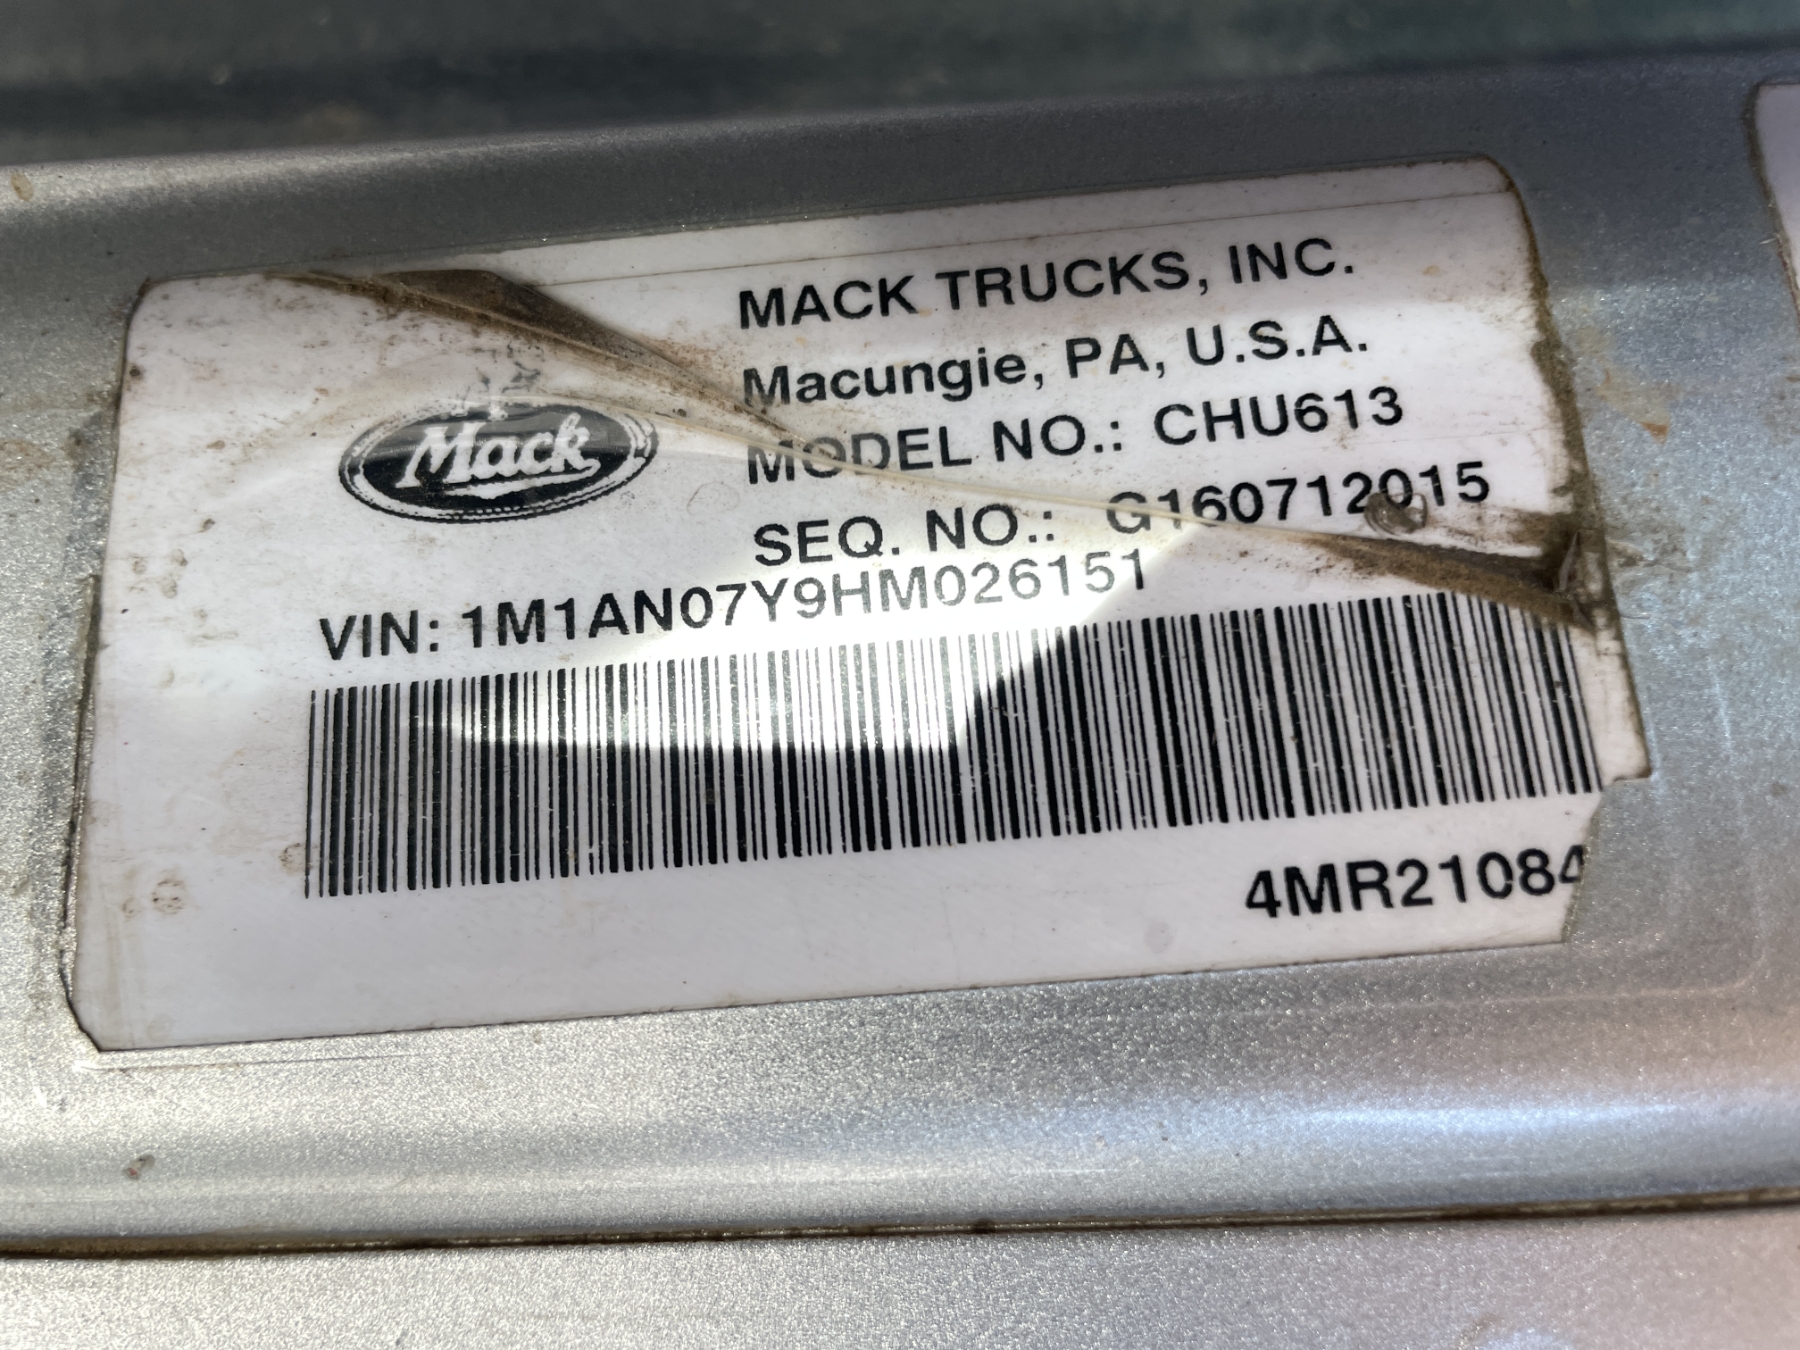 MACK TRUCKS, INC.
Macungie, PA, U.S.A.
Mack
MODEL NO.: CHU613
SEQ. NO.: G160712015
VIN: 1M1AN07Y9HM026151
4MR21084